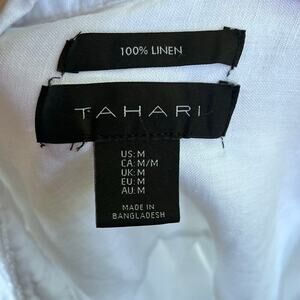 100% LINEN
TAHARI
US: M
CA: M/M
UK: M
EU: M
AU: M
MADE IN
BANGLADESH